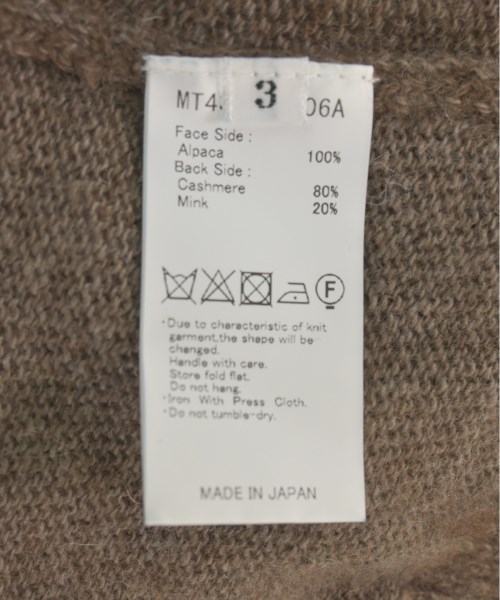 MT4. 3 06A
Face Side :
Alpaca 100%
Back Side :
Cashmere 80%
Mink 20%
F
·Due to characteristic of knit
garment,the shape will be
changed.
Handle with care.
Store fold flat.
Do not hang.
·Iron With Press Cloth.
·Do not tumble-dry.
MADE IN JAPAN